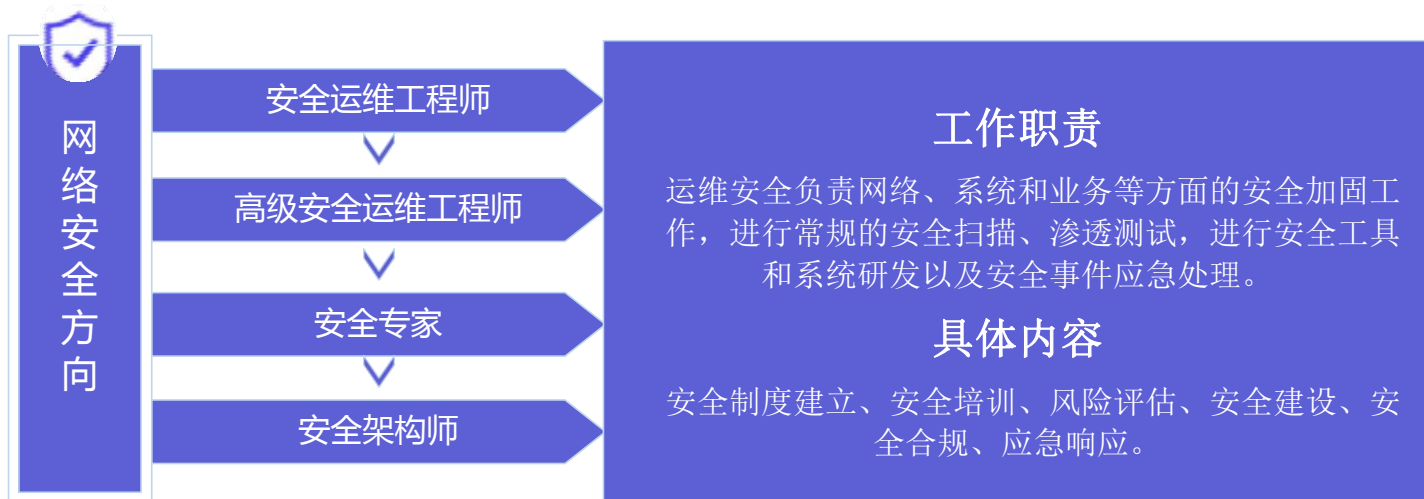 网络安全方向
安全运维工程师
高级安全运维工程师
安全专家
安全架构师
工作职责
运维安全负责网络、系统和业务等方面的安全加固工
作，进行常规的安全扫描、渗透测试，进行安全工具
和系统研发以及安全事件应急处理。
具体内容
安全制度建立、安全培训、风险评估、安全建设、安
全合规、应急响应。